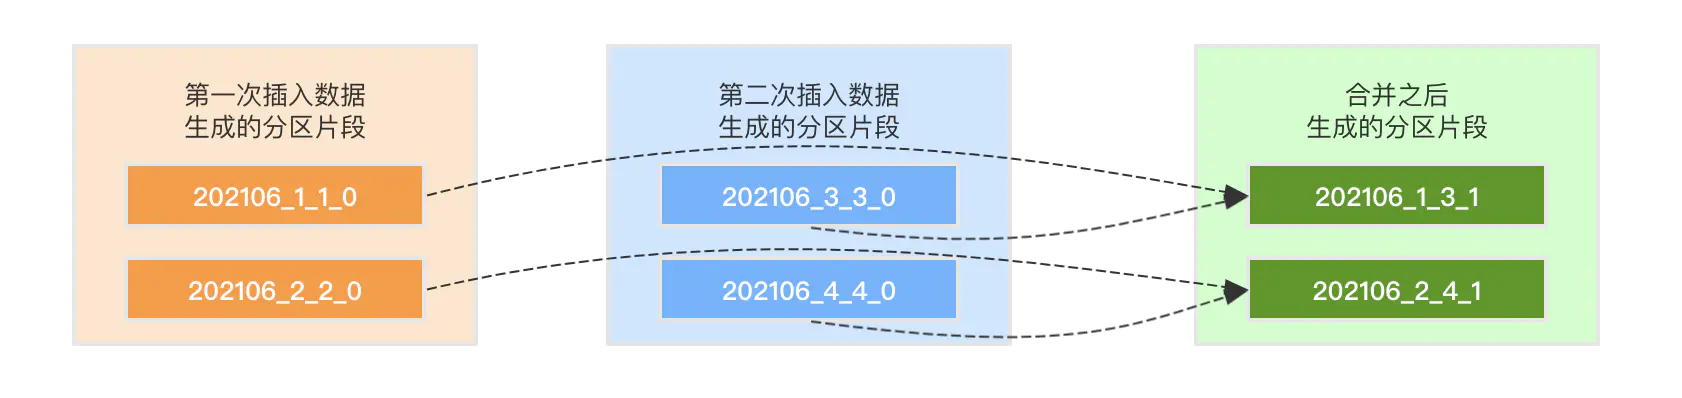 第一次插入数据
生成的分区片段
202106_1_1_0
202106_2_2_0
第二次插入数据
生成的分区片段
202106_3_3_0
202106_4_4_0
合并之后
生成的分区片段
202106_1_3_1
202106_2_4_1